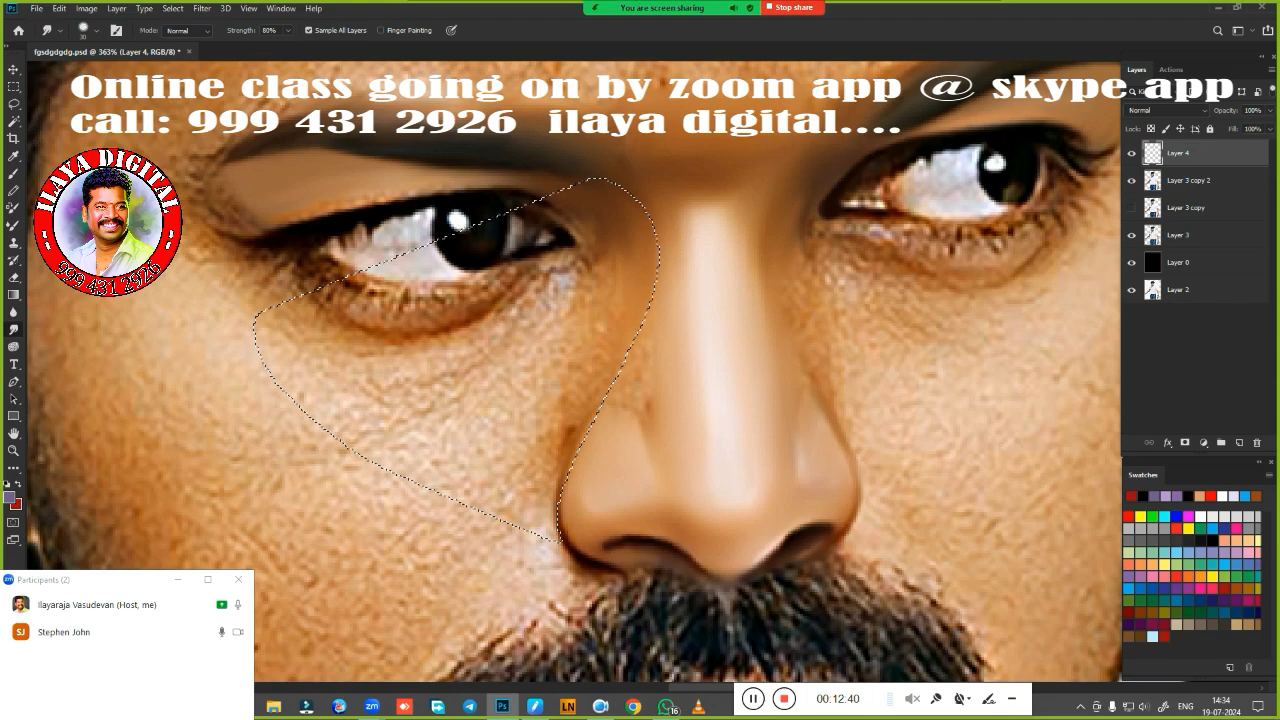 File Edit Image Layer Type Select Filter 3D View Window Help
You are screen sharing
Stop share
30 Mode: Normal Strength: 80% Sample All Layers Finger Painting
fgsdgdgdg.psd @ 363% (Layer 4, RGB/8) *
Online class going on by zoom app @ skype app
call: 999 431 2926 ilaya digital....
ILAYA DIGITAL
999 431 2926
Layers Actions
Normal Opacity: 100%
Lock: Fill: 100%
Layer 4
Layer 3 copy 2
Layer 3 copy
Layer 3
Layer 0
Layer 2
Swatches
Participants (2)
Ilayaraja Vasudevan (Host, me)
SJ Stephen John
00:12:40
14:34
19-07-2024